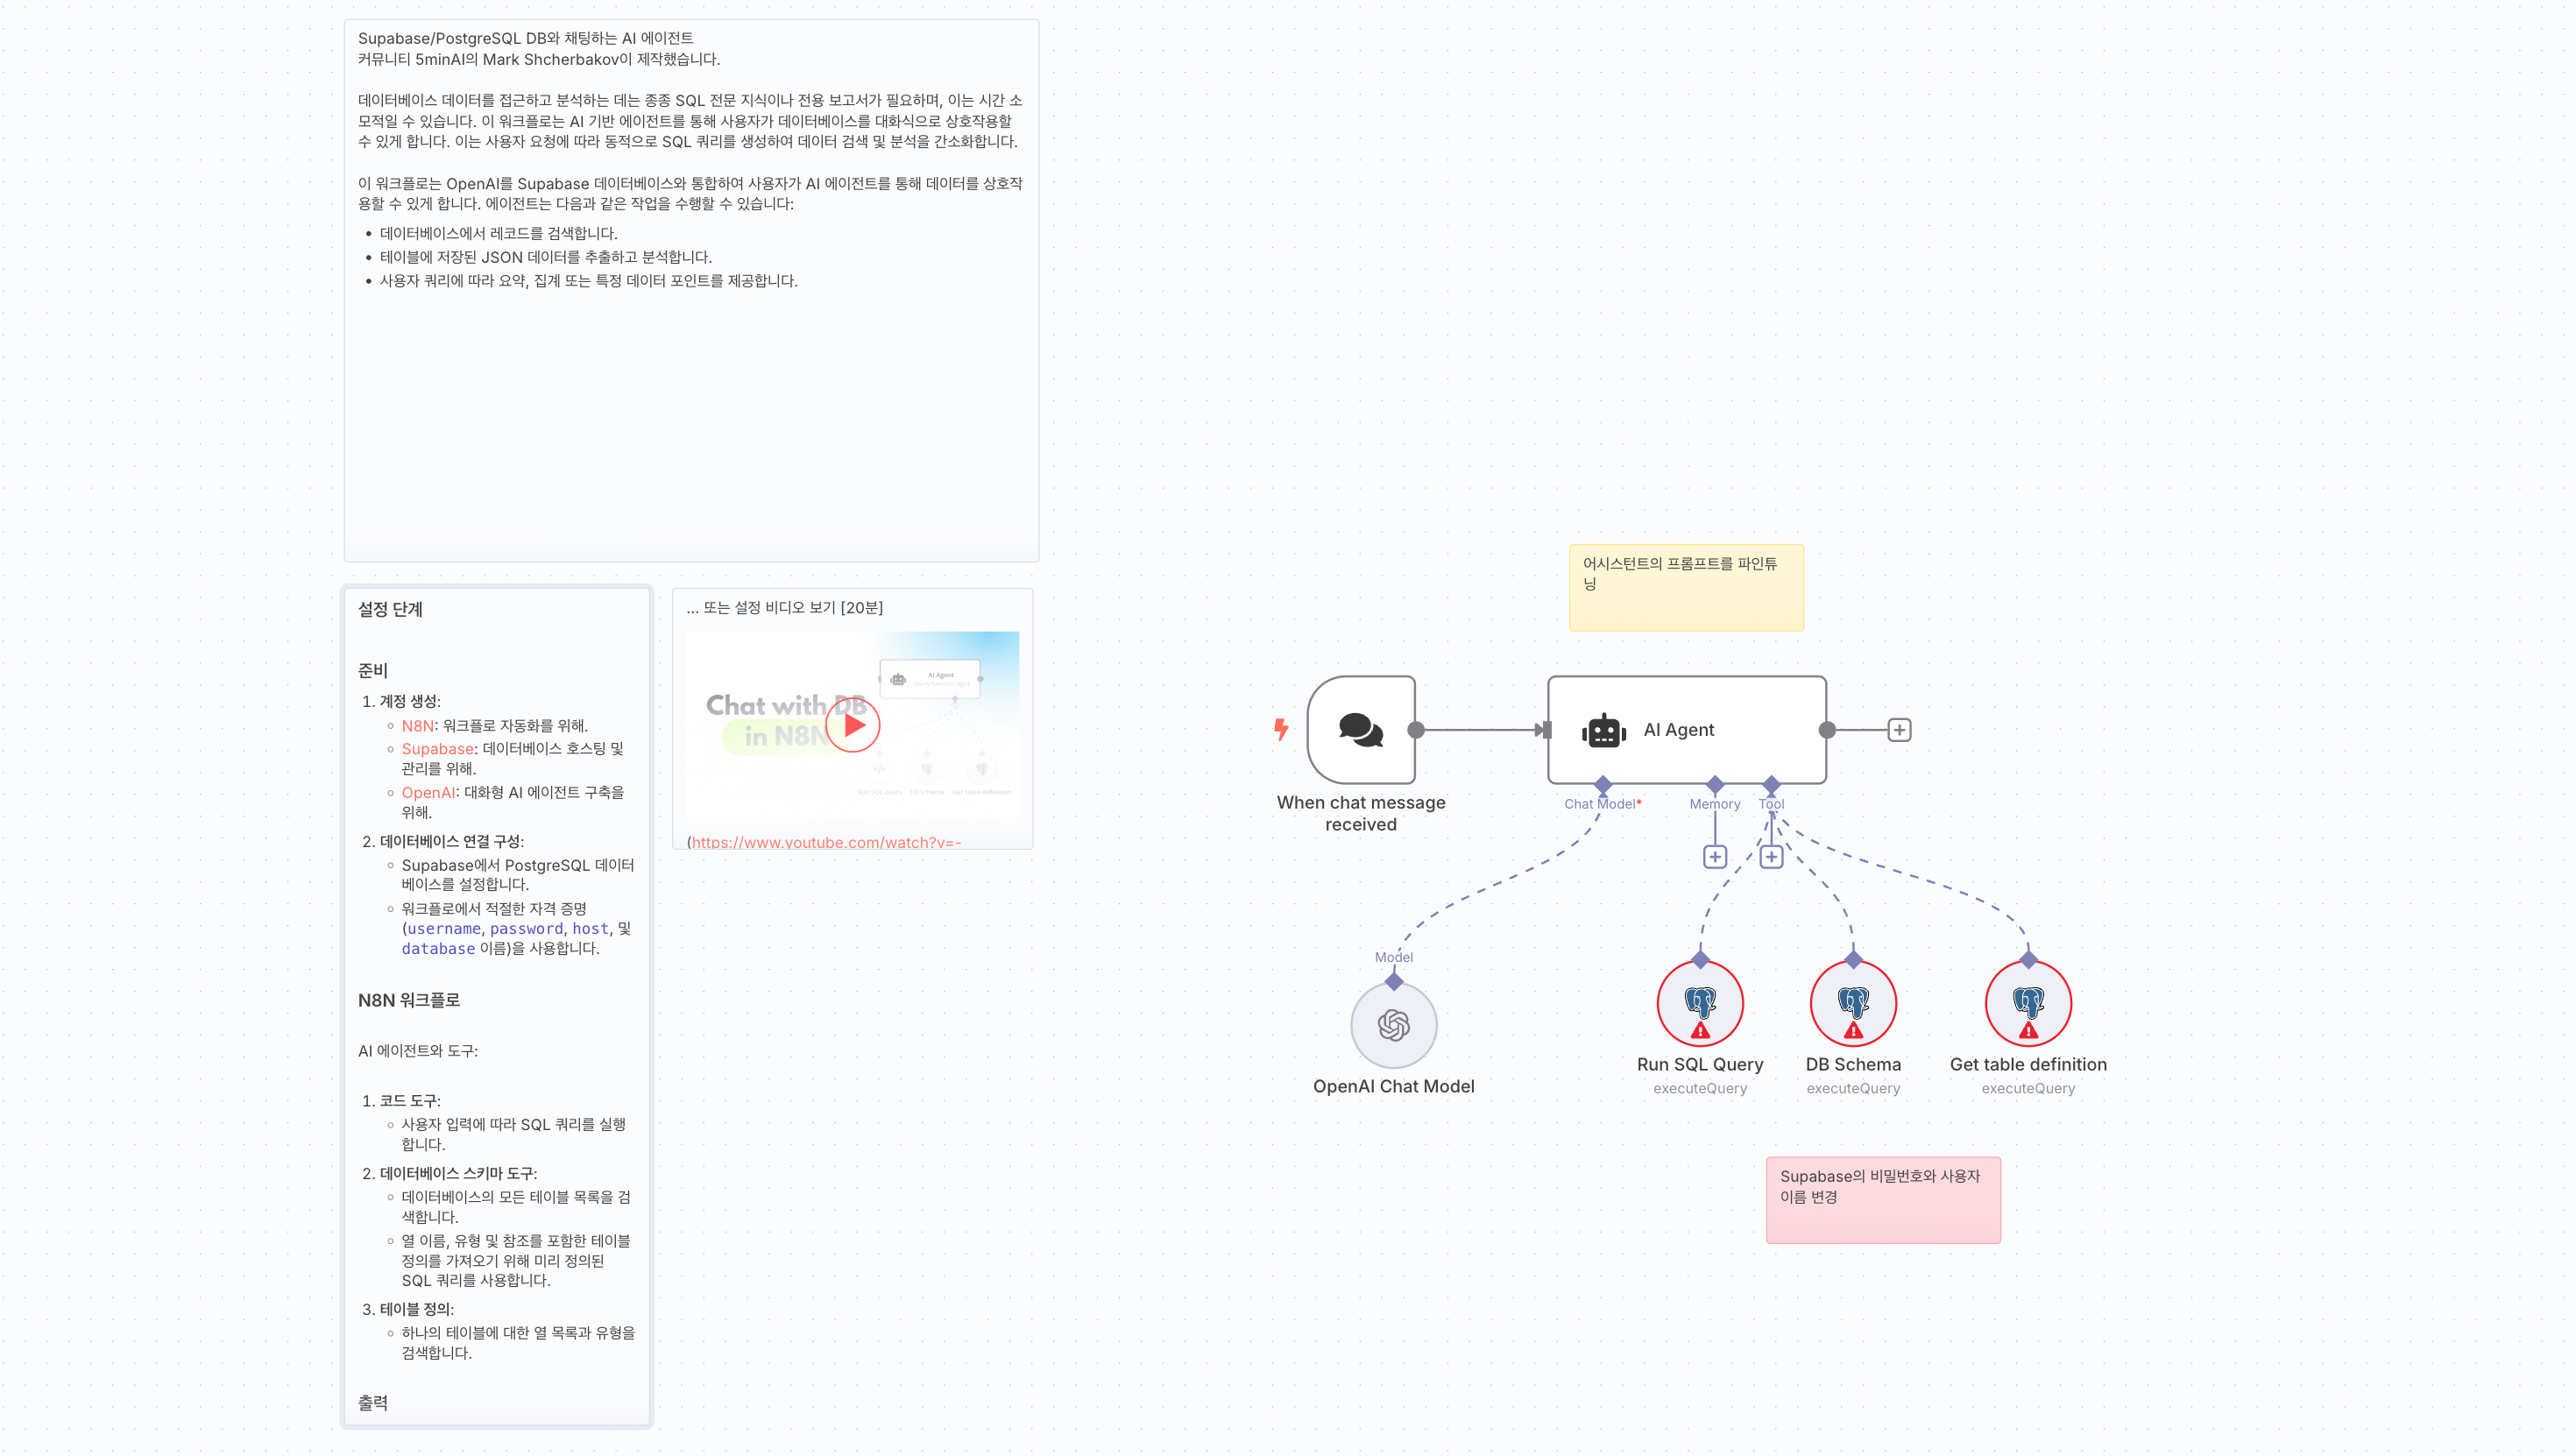 Supabase/PostgreSQL DB와 채팅하는 AI 에이전트
커뮤니티 5minAI의 Mark Shcherbakov이 제작했습니다.
데이터베이스 데이터를 접근하고 분석하는 데는 종종 SQL 전문 지식이나 전용 보고서가 필요하며, 이는 시간 소
모적일 수 있습니다. 이 워크플로는 AI 기반 에이전트를 통해 사용자가 데이터베이스를 대화식으로 상호작용할
수 있게 합니다. 이는 사용자 요청에 따라 동적으로 SQL 쿼리를 생성하여 데이터 검색 및 분석을 간소화합니다.
이 워크플로는 OpenAI를 Supabase 데이터베이스와 통합하여 사용자가 AI 에이전트를 통해 데이터를 상호작
용할 수 있게 합니다. 에이전트는 다음과 같은 작업을 수행할 수 있습니다:
• 데이터베이스에서 레코드를 검색합니다.
• 테이블에 저장된 JSON 데이터를 추출하고 분석합니다.
• 사용자 쿼리에 따라 요약, 집계 또는 특정 데이터 포인트를 제공합니다.
설정 단계
준비
1. 계정 생성:
◦ N8N: 워크플로 자동화를 위해.
◦ Supabase: 데이터베이스 호스팅 및
관리를 위해.
◦ OpenAI: 대화형 AI 에이전트 구축을
위해.
2. 데이터베이스 연결 구성:
◦ Supabase에서 PostgreSQL 데이터
베이스를 설정합니다.
◦ 워크플로에서 적절한 자격 증명
(username, password, host, 및
database 이름)을 사용합니다.
N8N 워크플로
AI 에이전트와 도구:
1. 코드 도구:
◦ 사용자 입력에 따라 SQL 쿼리를 실행
합니다.
2. 데이터베이스 스키마 도구:
◦ 데이터베이스의 모든 테이블 목록을 검
색합니다.
◦ 열 이름, 유형 및 참조를 포함한 테이블
정의를 가져오기 위해 미리 정의된
SQL 쿼리를 사용합니다.
3. 테이블 정의:
◦ 하나의 테이블에 대한 열 목록과 유형을
검색합니다.
출력
... 또는 설정 비디오 보기 [20분]
AI Agent
Chat with DB
in N8N
Run SQL query DB Schema Get table definition
(https://www.youtube.com/watch?v=-
어시스턴트의 프롬프트를 파인튜
닝
AI Agent
When chat message
received
Chat Model*
Memory
Tool
Model
OpenAI Chat Model
Run SQL Query
executeQuery
DB Schema
executeQuery
Get table definition
executeQuery
Supabase의 비밀번호와 사용자
이름 변경